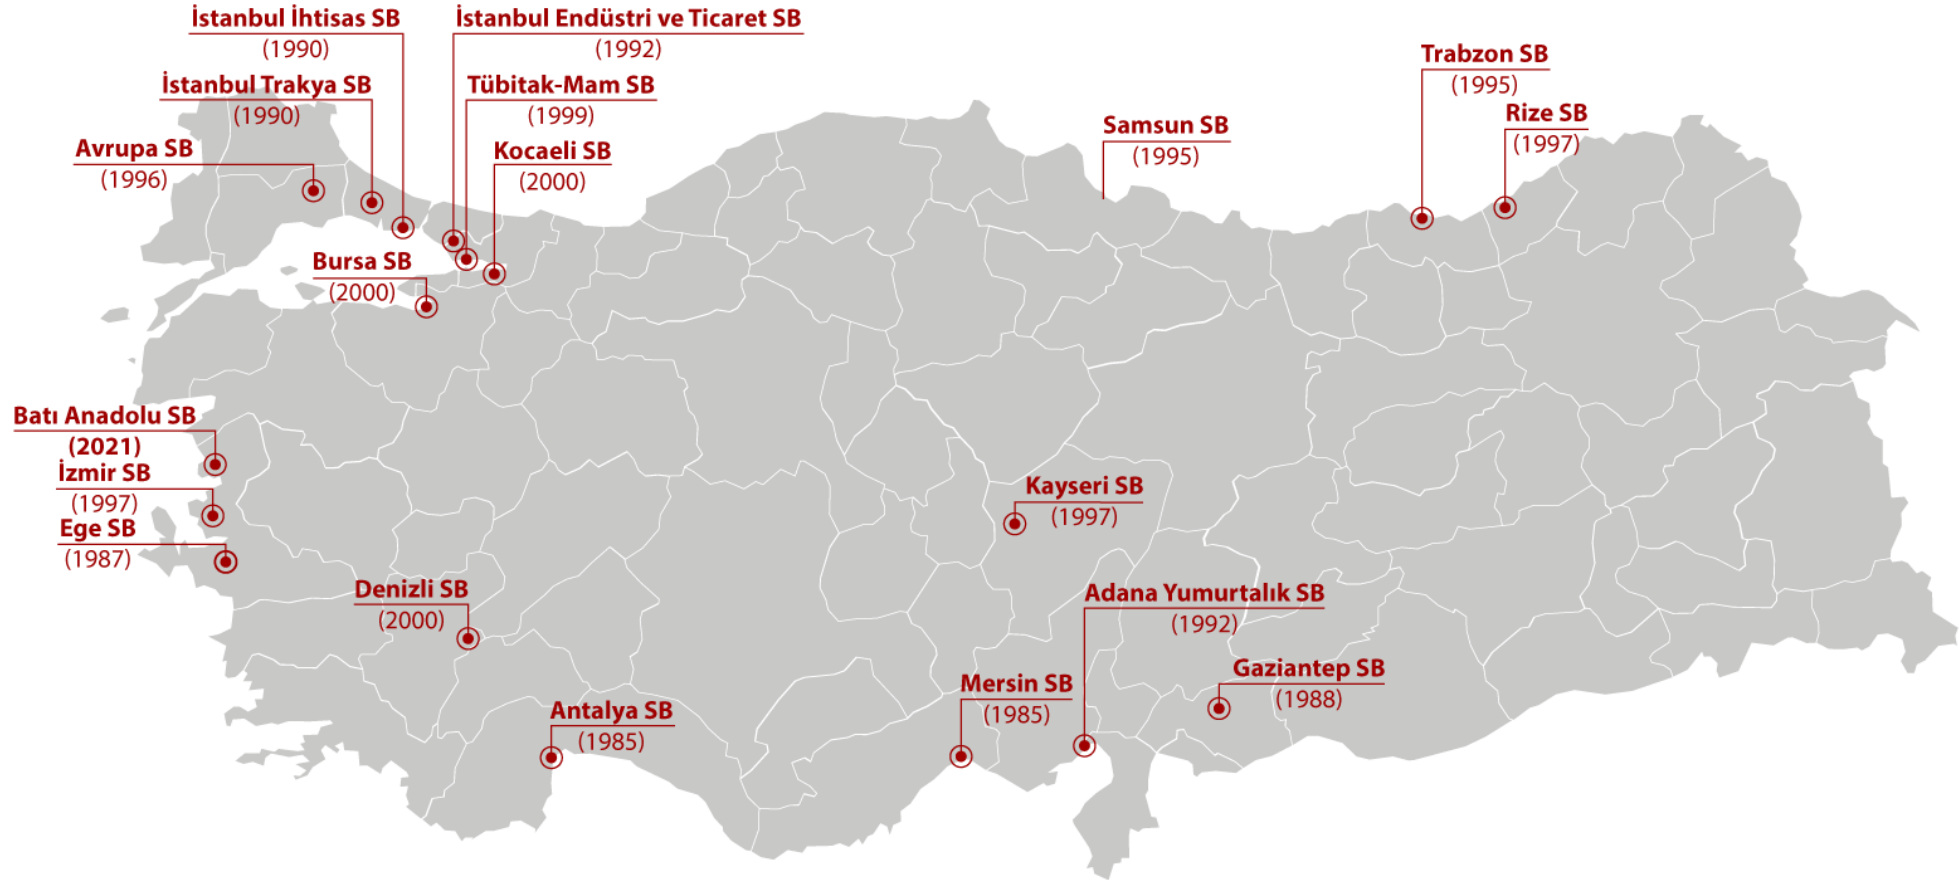 İstanbul İhtisas SB
(1990)
İstanbul Endüstri ve Ticaret SB
(1992)
İstanbul Trakya SB
(1990)
Tübitak-Mam SB
(1999)
Avrupa SB
(1996)
Kocaeli SB
(2000)
Bursa SB
(2000)
Samsun SB
(1995)
Trabzon SB
(1995)
Rize SB
(1997)
Batı Anadolu SB
(2021)
İzmir SB
(1997)
Ege SB
(1987)
Denizli SB
(2000)
Antalya SB
(1985)
Kayseri SB
(1997)
Mersin SB
(1985)
Adana Yumurtalık SB
(1992)
Gaziantep SB
(1988)